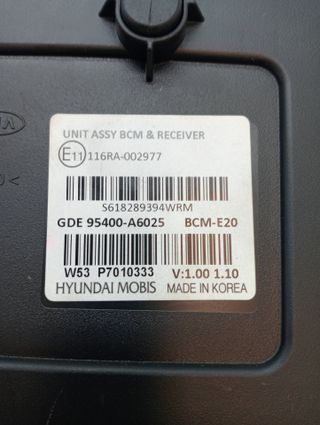 UNIT ASSY BCM & RECEIVER
E11 116RA-002977
S618289394WRM
GDE 95400-A6025 BCM-E20
W53 P7010333 V:1.00 1.10
HYUNDAI MOBIS MADE IN KOREA